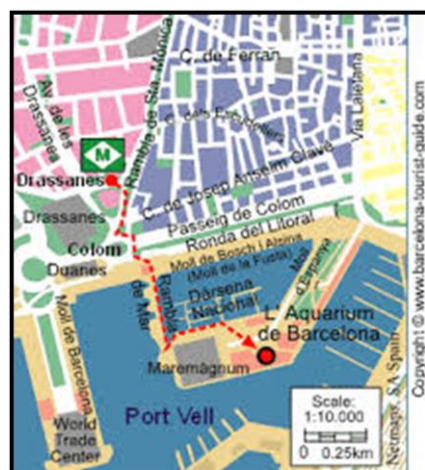 C. de Ferran
Rambla de Sta. Mònica
Av. de les
Drassanes
C. dels Escudellers
Via Laietana
M
Drassanes
C. de Josep Anselm Clavé
Drassanes
Passeig de Colom
Ronda del Litoral
Colom
Moll de Bosch i Alsina
(Moll de la Fusta)
Duanes
Moll
d'Espanya
Rambla
de Mar
Dàrsena
Nacional
L' Aquarium
de Barcelona
Moll de Barcelona
Maremàgnum
Port Vell
World
Trade
Center
Scale:
1:10.000
0 0.25km
Netmaps, SA Spain
Copyright © www.barcelona-tourist-guide.com